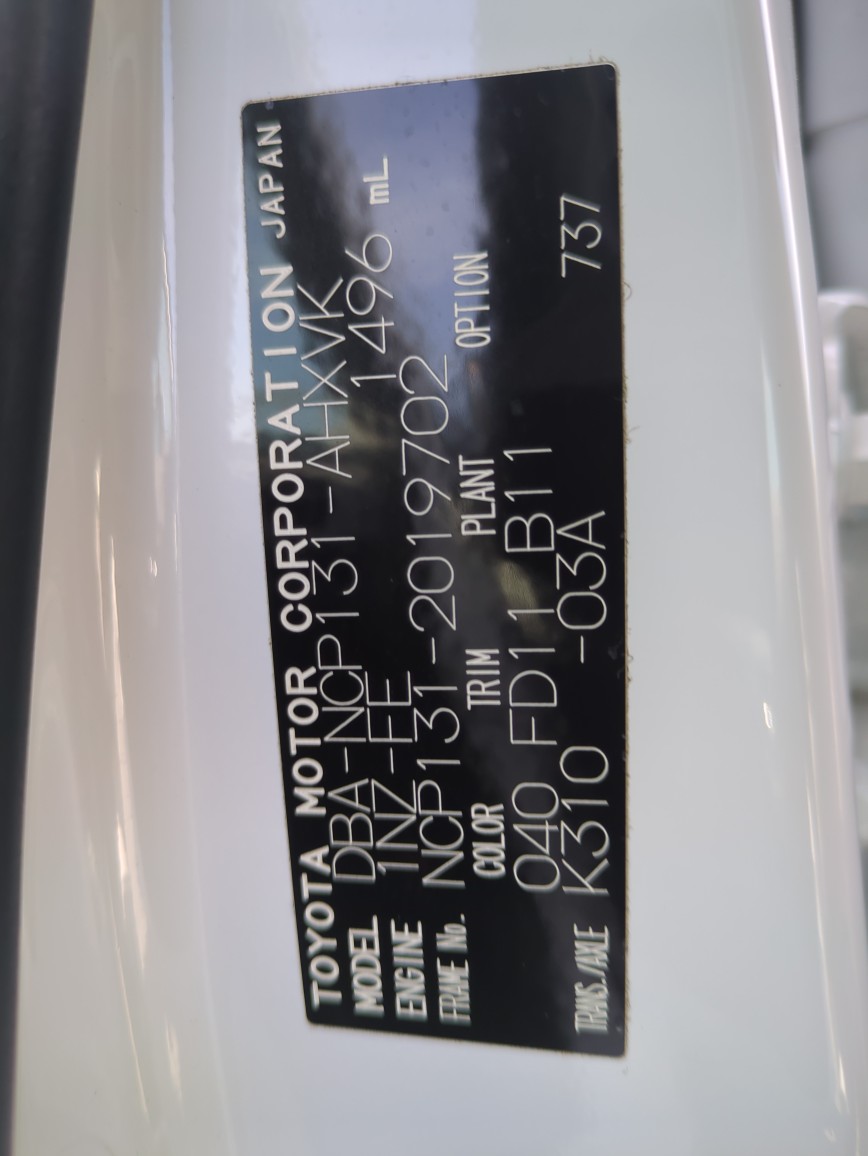 TOYOTA MOTOR CORPORATION JAPAN
MODEL DBA-NCP131-AHXVK
ENGINE 1NZ-FE 1496 mL
FRAME No. NCP131-2019702
COLOR TRIM PLANT OPTION
040 FD11 B11
TRANS./AXLE K310 -03A 737